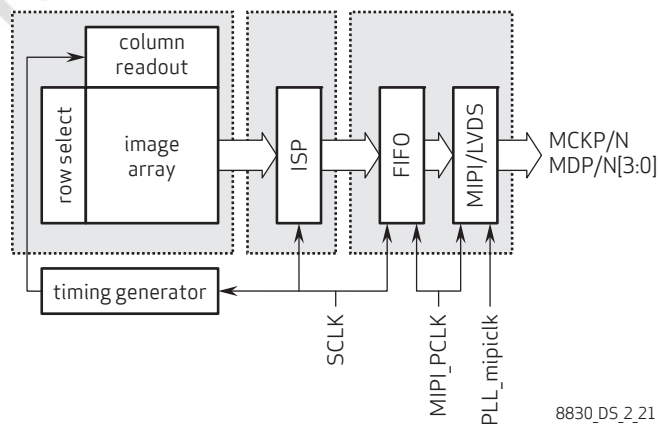 column
readout
row select
image
array
ISP
FIFO
MIPI/LVDS
MCKP/N
MDP/N[3:0]
timing generator
SCLK
MIPI_PCLK
PLL_mipiclk
8830_DS_2_21